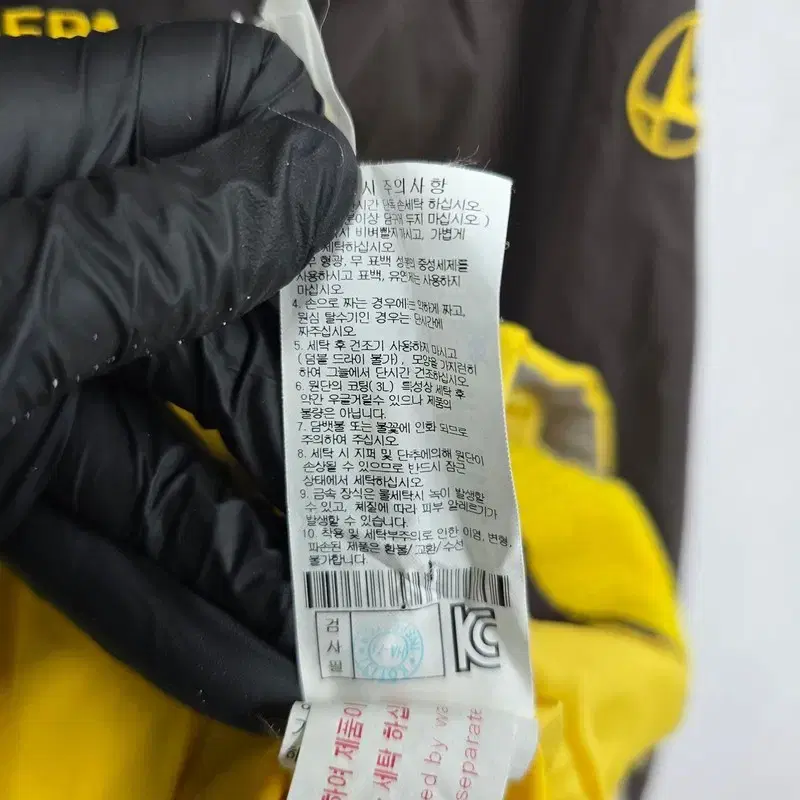 시 주의사항
단시간 단독손세탁 하십시오
이상 담궈 두지 마십시오.)
시 비벼빨지 마시고, 가볍게
세탁하십시오
무 형광, 무 표백 성분의 중성세제를
사용하시고 표백, 유연제는 사용하지
마십시오
4. 손으로 짜는 경우에는 약하게 짜고,
원심 탈수기인 경우는 단시간에
짜주십시오
5. 세탁 후 건조기 사용하지 마시고
(덤블 드라이 불가), 모양을 가지런히
하여 그늘에서 단시간 건조하십시오.
6. 원단의 코팅(3L) 특성상 세탁 후
약간 우글거릴수 있으나 제품의
불량은 아닙니다.
7. 담뱃불 또는 불꽃에 인화 되므로
주의하여 주십시오
8. 세탁 시 지퍼 및 단추에의해 원단이
손상될 수 있으므로 반드시 잠근
상태에서 세탁하십시오
9. 금속 장식은 물세탁시 녹이 발생할
수 있고, 체질에 따라 피부 알레르기가
발생할 수 있습니다.
10. 착용 및 세탁부주의로 인한 이염, 변형,
파손된 제품은 환불/교환/수선
불가합니다.
검사필
KC
하여 제품이
세탁 하십
ed by wa
separate